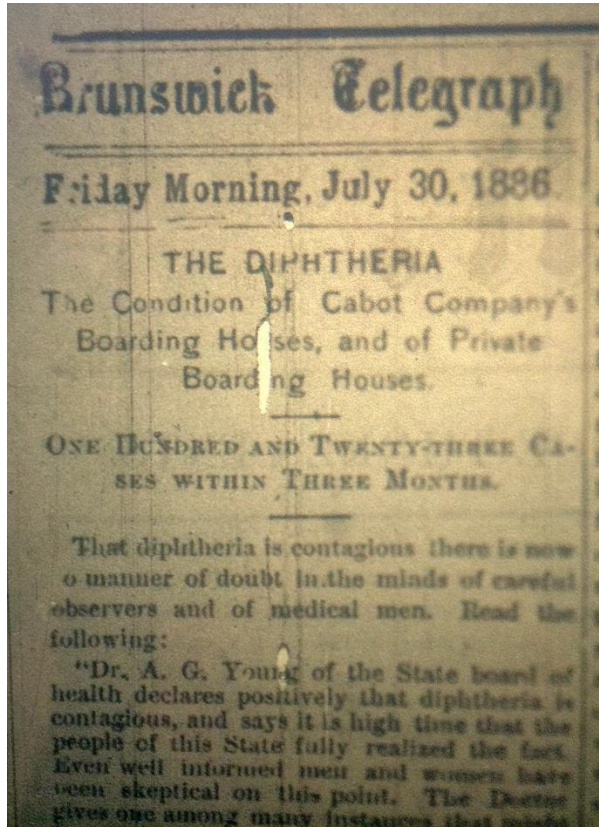 Brunswick Telegraph
Friday Morning, July 30, 1886
THE DIPHTHERIA
The Condition of Cabot Company's
Boarding Houses, and of Private
Boarding Houses.
ONE HUNDRED AND TWENTY-THREE CA-
SES WITHIN THREE MONTHS.
That diphtheria is contagious there is now
o manner of doubt in the minds of careful
observers and of medical men. Read the
following:
"Dr. A. G. Young of the State board of
health declares positively that diphtheria is
contagious, and says it is high time that the
people of this State fully realized the fact.
Even well informed men and women have
been skeptical on this point. The Doctor
gives one among many instances that might